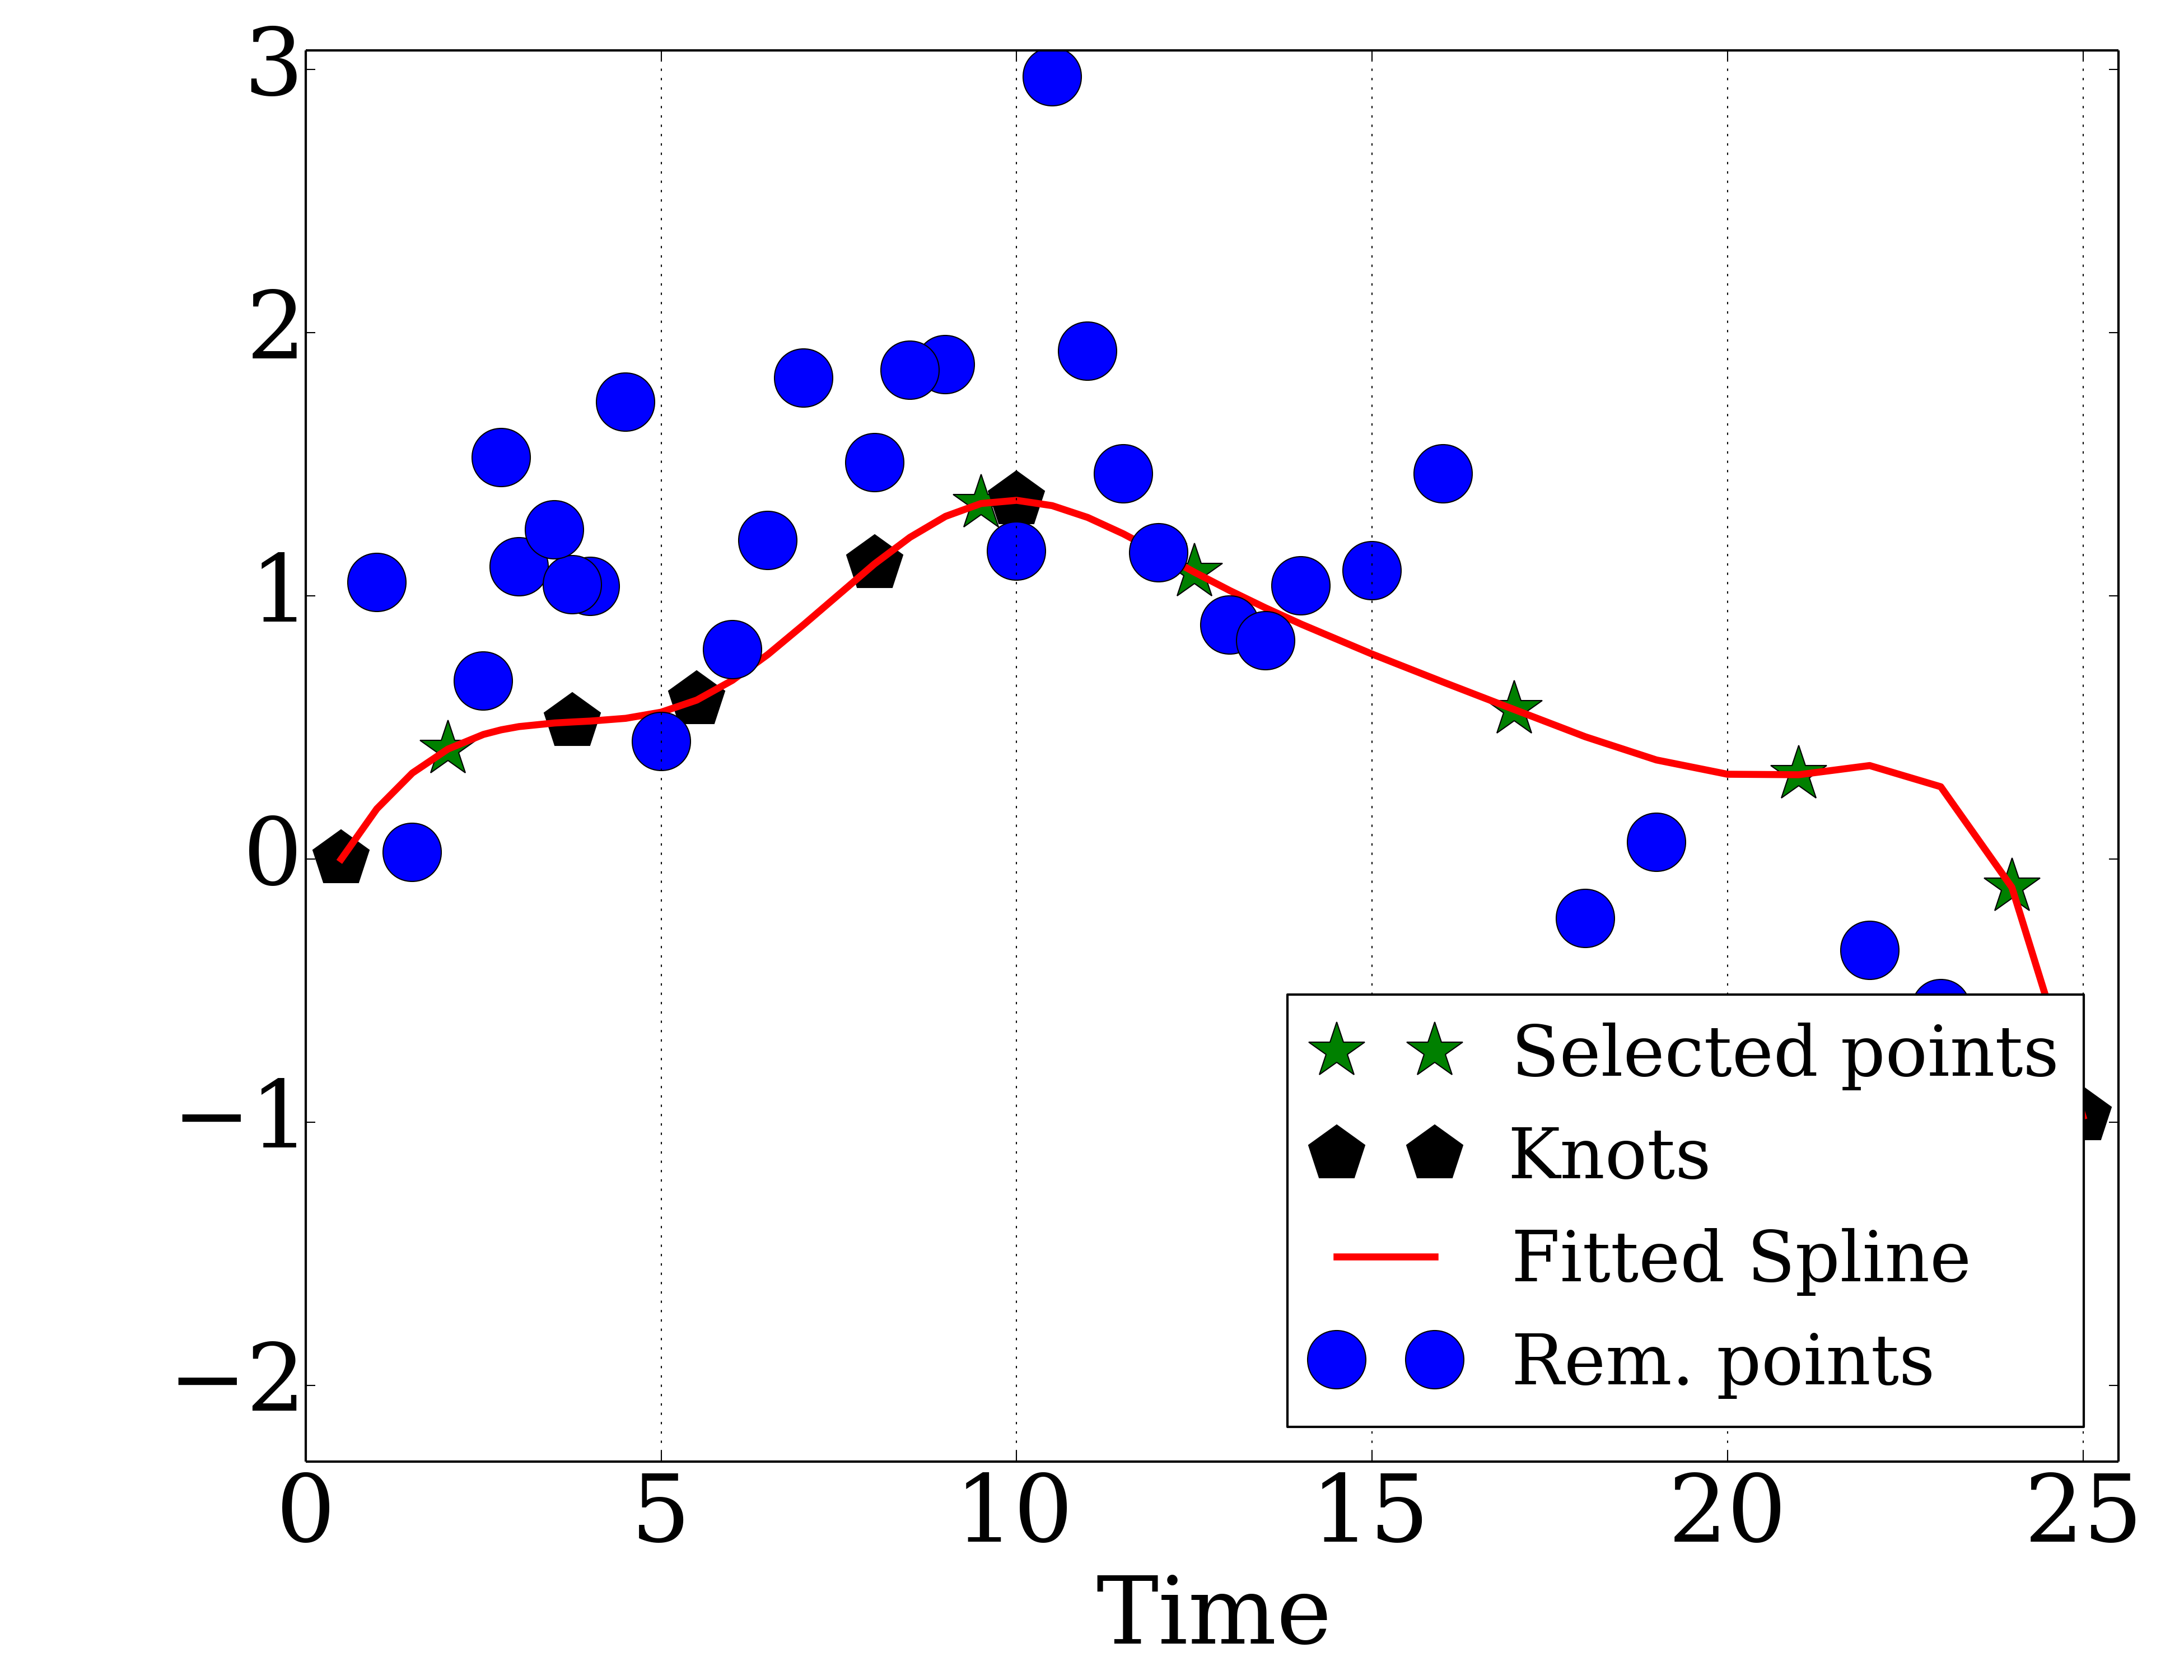 3
2
1
0
−1
−2
Selected points
Knots
Fitted Spline
Rem. points
0 5 10 15 20 25
Time